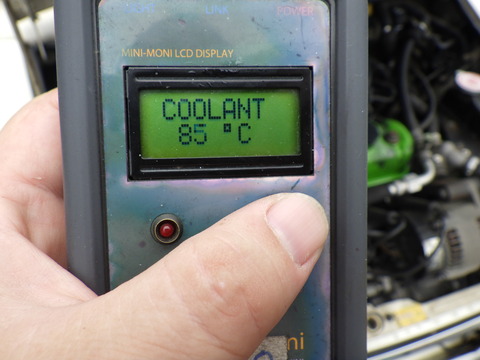 LINK POWER
MINI-MONI LCD DISPLAY
COOLANT
85 °C
ni